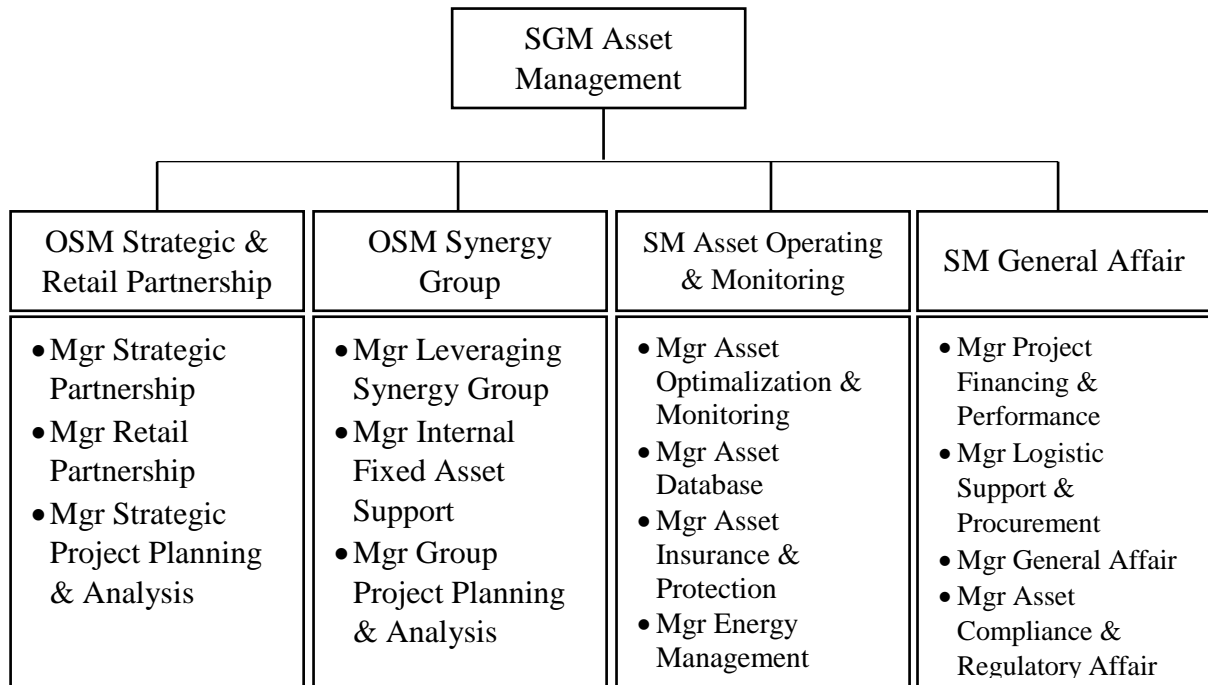 SGM Asset
Management
OSM Strategic &
Retail Partnership
OSM Synergy
Group
SM Asset Operating
& Monitoring
SM General Affair
•Mgr Strategic
Partnership
•Mgr Retail
Partnership
•Mgr Strategic
Project Planning
& Analysis
•Mgr Leveraging
Synergy Group
•Mgr Internal
Fixed Asset
Support
•Mgr Group
Project Planning
& Analysis
•Mgr Asset
Optimalization &
Monitoring
•Mgr Asset
Database
•Mgr Asset
Insurance &
Protection
•Mgr Energy
Management
•Mgr Project
Financing &
Performance
•Mgr Logistic
Support &
Procurement
•Mgr General Affair
•Mgr Asset
Compliance &
Regulatory Affair